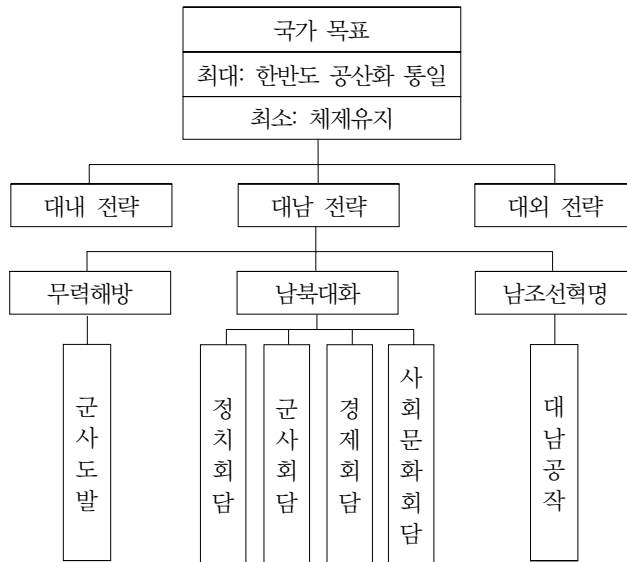 국가 목표
최대: 한반도 공산화 통일
최소: 체제유지
대내 전략
대남 전략
대외 전략
무력해방
남북대화
남조선혁명
군사도발
정치회담
군사회담
경제회담
사회문화회담
대남공작